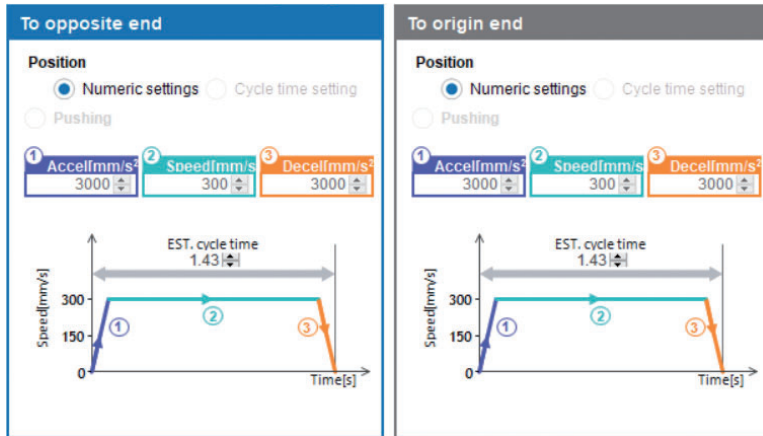 To opposite end
Position
Numeric settings Cycle time setting
Pushing
1 Accel[mm/s²
3000
2 Speed[mm/s
300
3 Decel[mm/s²
3000
EST. cycle time
1.43
Speed[mm/s]
300
150
0
1
2
3
Time[s]
To origin end
Position
Numeric settings Cycle time setting
Pushing
1 Accel[mm/s²
3000
2 Speed[mm/s
300
3 Decel[mm/s²
3000
EST. cycle time
1.43
Speed[mm/s]
300
150
0
1
2
3
Time[s]